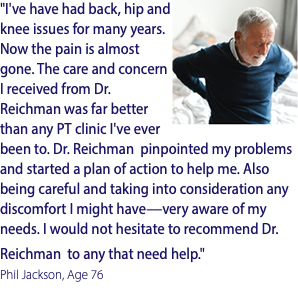 "I've have had back, hip and
knee issues for many years.
Now the pain is almost
gone. The care and concern
I received from Dr.
Reichman was far better
than any PT clinic I've ever
been to. Dr. Reichman  pinpointed my problems
and started a plan of action to help me. Also
being careful and taking into consideration any
discomfort I might have—very aware of my
needs. I would not hesitate to recommend Dr.
Reichman  to any that need help."
Phil Jackson, Age 76